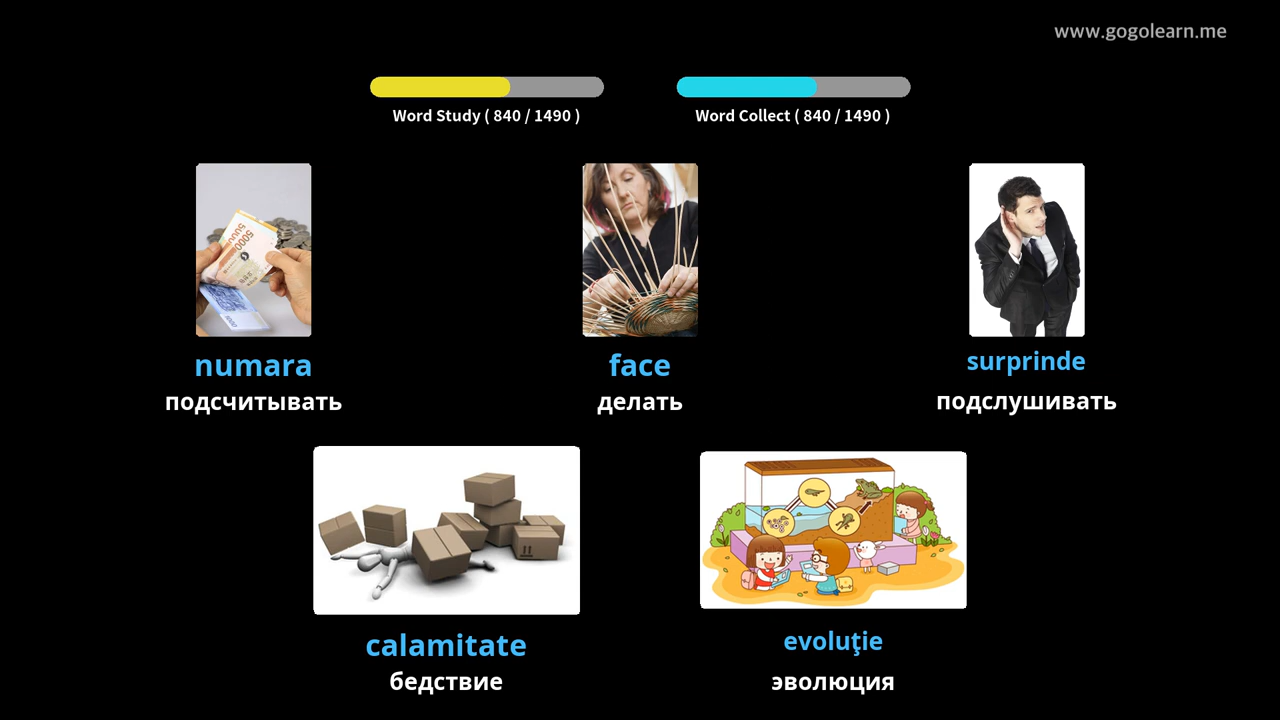 www.gogolearn.me
Word Study ( 840 / 1490 )
Word Collect ( 840 / 1490 )
numara
подсчитывать
face
делать
surprinde
подслушивать
calamitate
бедствие
evoluţie
эволюция